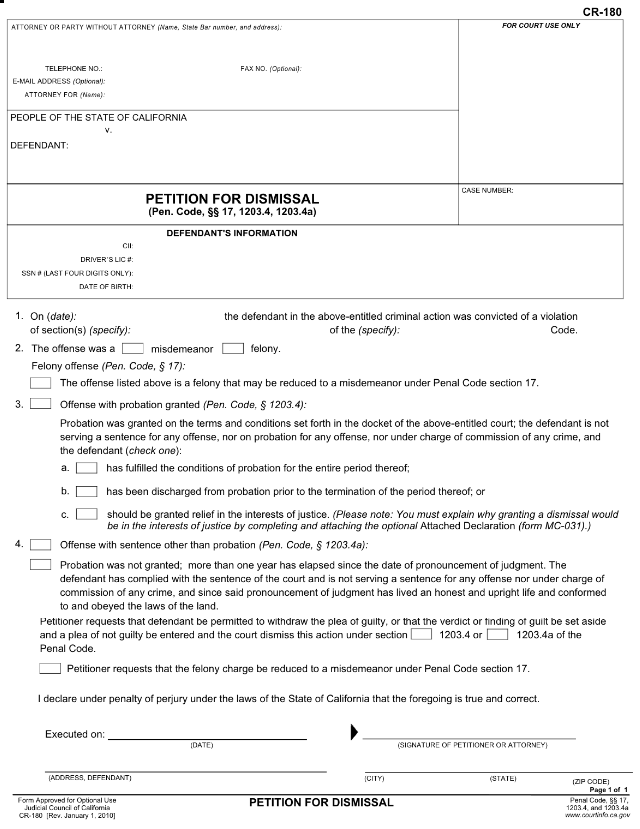 CR-180
ATTORNEY OR PARTY WITHOUT ATTORNEY (Name, State Bar number, and address):
FOR COURT USE ONLY
TELEPHONE NO.: FAX NO. (Optional):
E-MAIL ADDRESS (Optional):
ATTORNEY FOR (Name):
PEOPLE OF THE STATE OF CALIFORNIA
v.
DEFENDANT:
PETITION FOR DISMISSAL
(Pen. Code, §§ 17, 1203.4, 1203.4a)
CASE NUMBER:
DEFENDANT'S INFORMATION
CII:
DRIVER'S LIC #:
SSN # (LAST FOUR DIGITS ONLY):
DATE OF BIRTH:
1. On (date): the defendant in the above-entitled criminal action was convicted of a violation
of section(s) (specify): of the (specify): Code.
2. The offense was a misdemeanor felony.
Felony offense (Pen. Code, § 17):
The offense listed above is a felony that may be reduced to a misdemeanor under Penal Code section 17.
3. Offense with probation granted (Pen. Code, § 1203.4):
Probation was granted on the terms and conditions set forth in the docket of the above-entitled court; the defendant is not
serving a sentence for any offense, nor on probation for any offense, nor under charge of commission of any crime, and
the defendant (check one):
a. has fulfilled the conditions of probation for the entire period thereof;
b. has been discharged from probation prior to the termination of the period thereof; or
c. should be granted relief in the interests of justice. (Please note: You must explain why granting a dismissal would
be in the interests of justice by completing and attaching the optional Attached Declaration (form MC-031).)
4. Offense with sentence other than probation (Pen. Code, § 1203.4a):
Probation was not granted; more than one year has elapsed since the date of pronouncement of judgment. The
defendant has complied with the sentence of the court and is not serving a sentence for any offense nor under charge of
commission of any crime, and since said pronouncement of judgment has lived an honest and upright life and conformed
to and obeyed the laws of the land.
Petitioner requests that defendant be permitted to withdraw the plea of guilty, or that the verdict or finding of guilt be set aside
and a plea of not guilty be entered and the court dismiss this action under section 1203.4 or 1203.4a of the
Penal Code.
Petitioner requests that the felony charge be reduced to a misdemeanor under Penal Code section 17.
I declare under penalty of perjury under the laws of the State of California that the foregoing is true and correct.
Executed on:
(DATE) (SIGNATURE OF PETITIONER OR ATTORNEY)
(ADDRESS, DEFENDANT) (CITY) (STATE) (ZIP CODE)
Page 1 of 1
Form Approved for Optional Use
Judicial Council of California
CR-180 [Rev. January 1, 2010]
PETITION FOR DISMISSAL
Penal Code, §§ 17,
1203.4, and 1203.4a
www.courtinfo.ca.gov